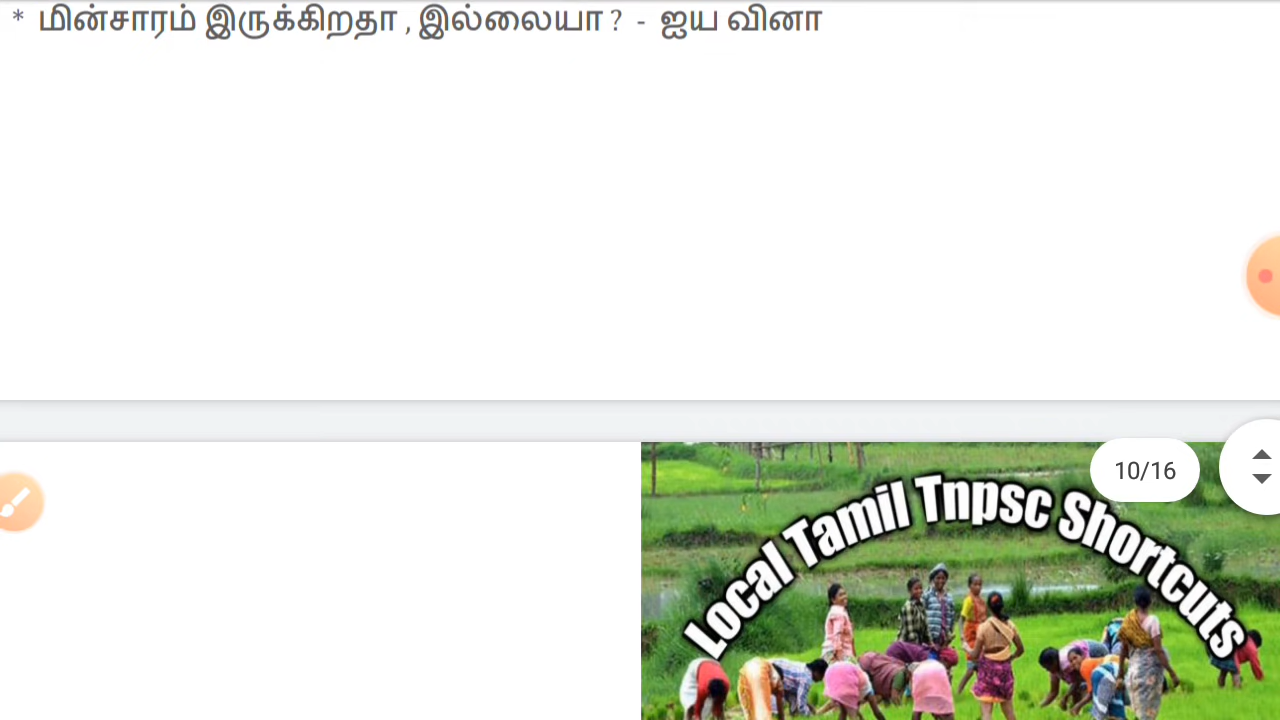 * மின்சாரம் இருக்கிறதா , இல்லையா ? - ஐய வினா
10/16
Local Tamil Tnpsc Shortcuts